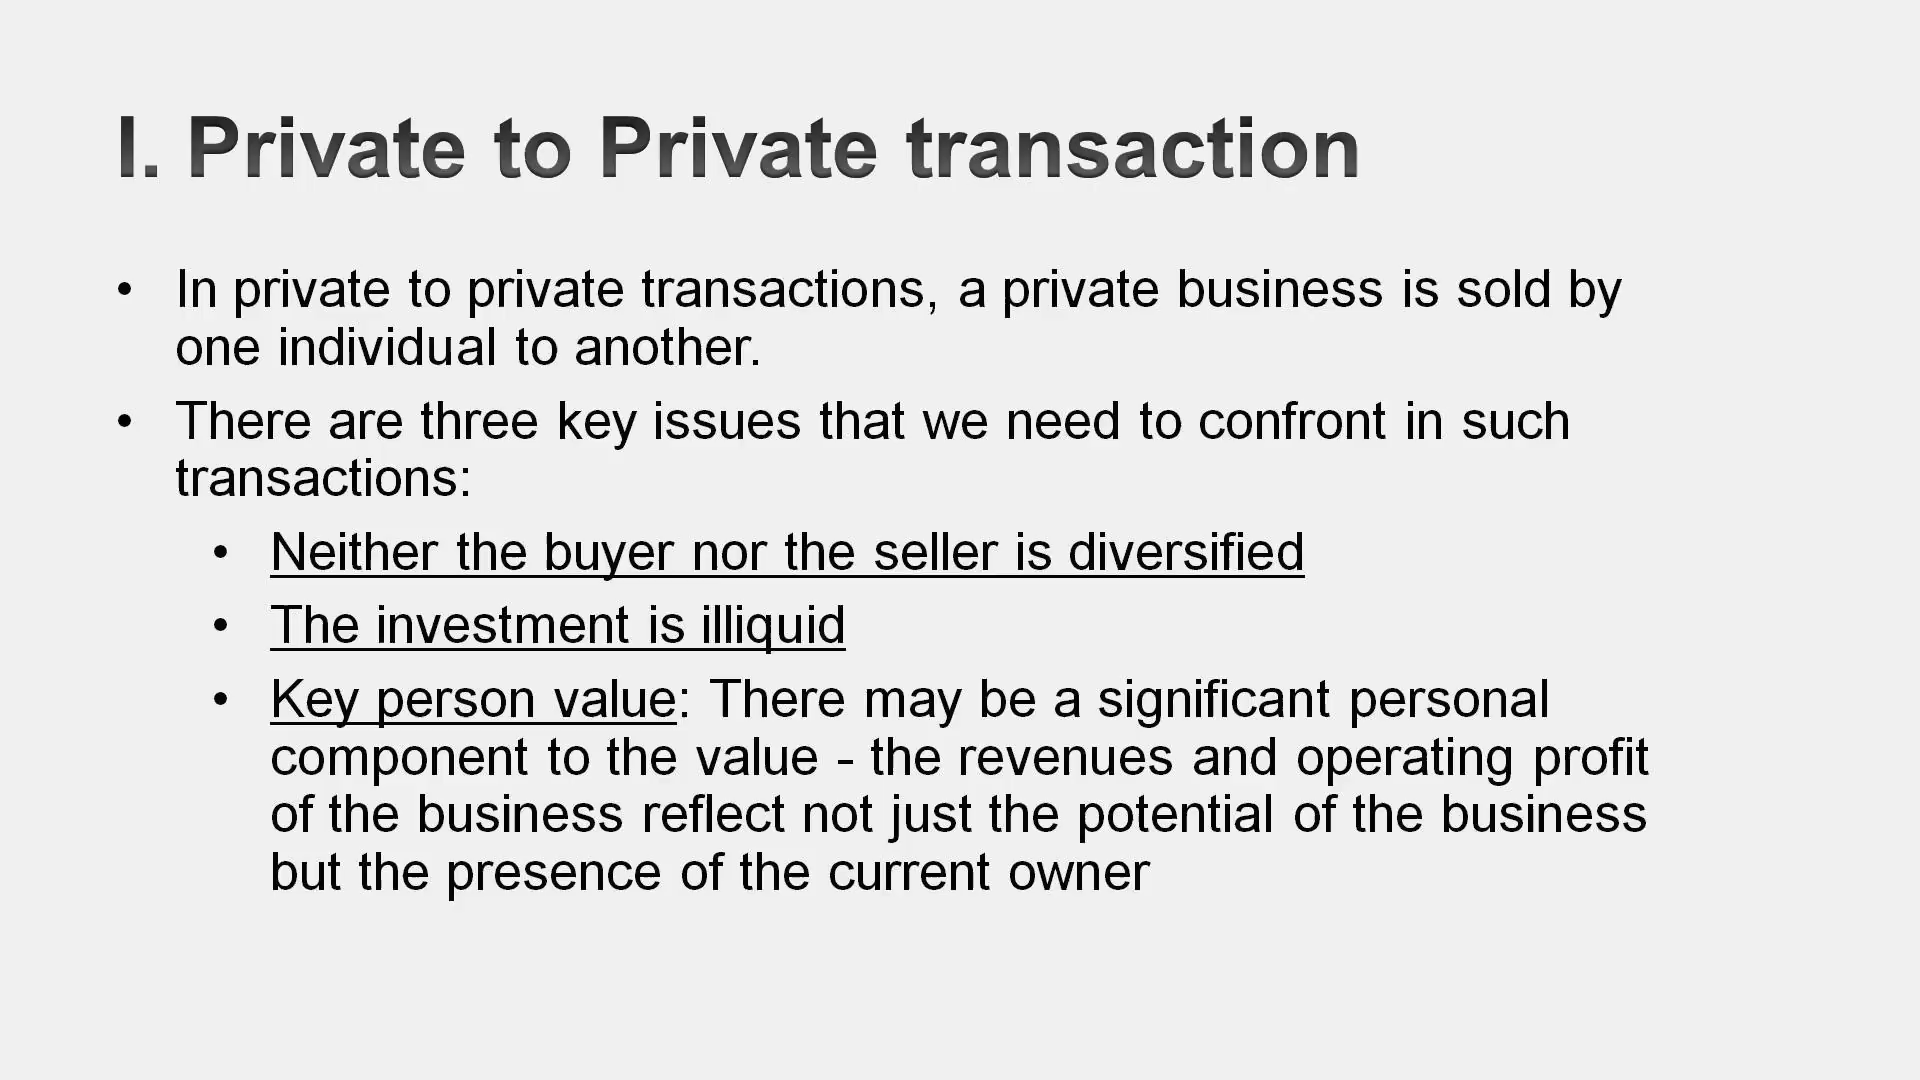 I. Private to Private transaction
• In private to private transactions, a private business is sold by
one individual to another.
• There are three key issues that we need to confront in such
transactions:
• Neither the buyer nor the seller is diversified
• The investment is illiquid
• Key person value: There may be a significant personal
component to the value - the revenues and operating profit
of the business reflect not just the potential of the business
but the presence of the current owner